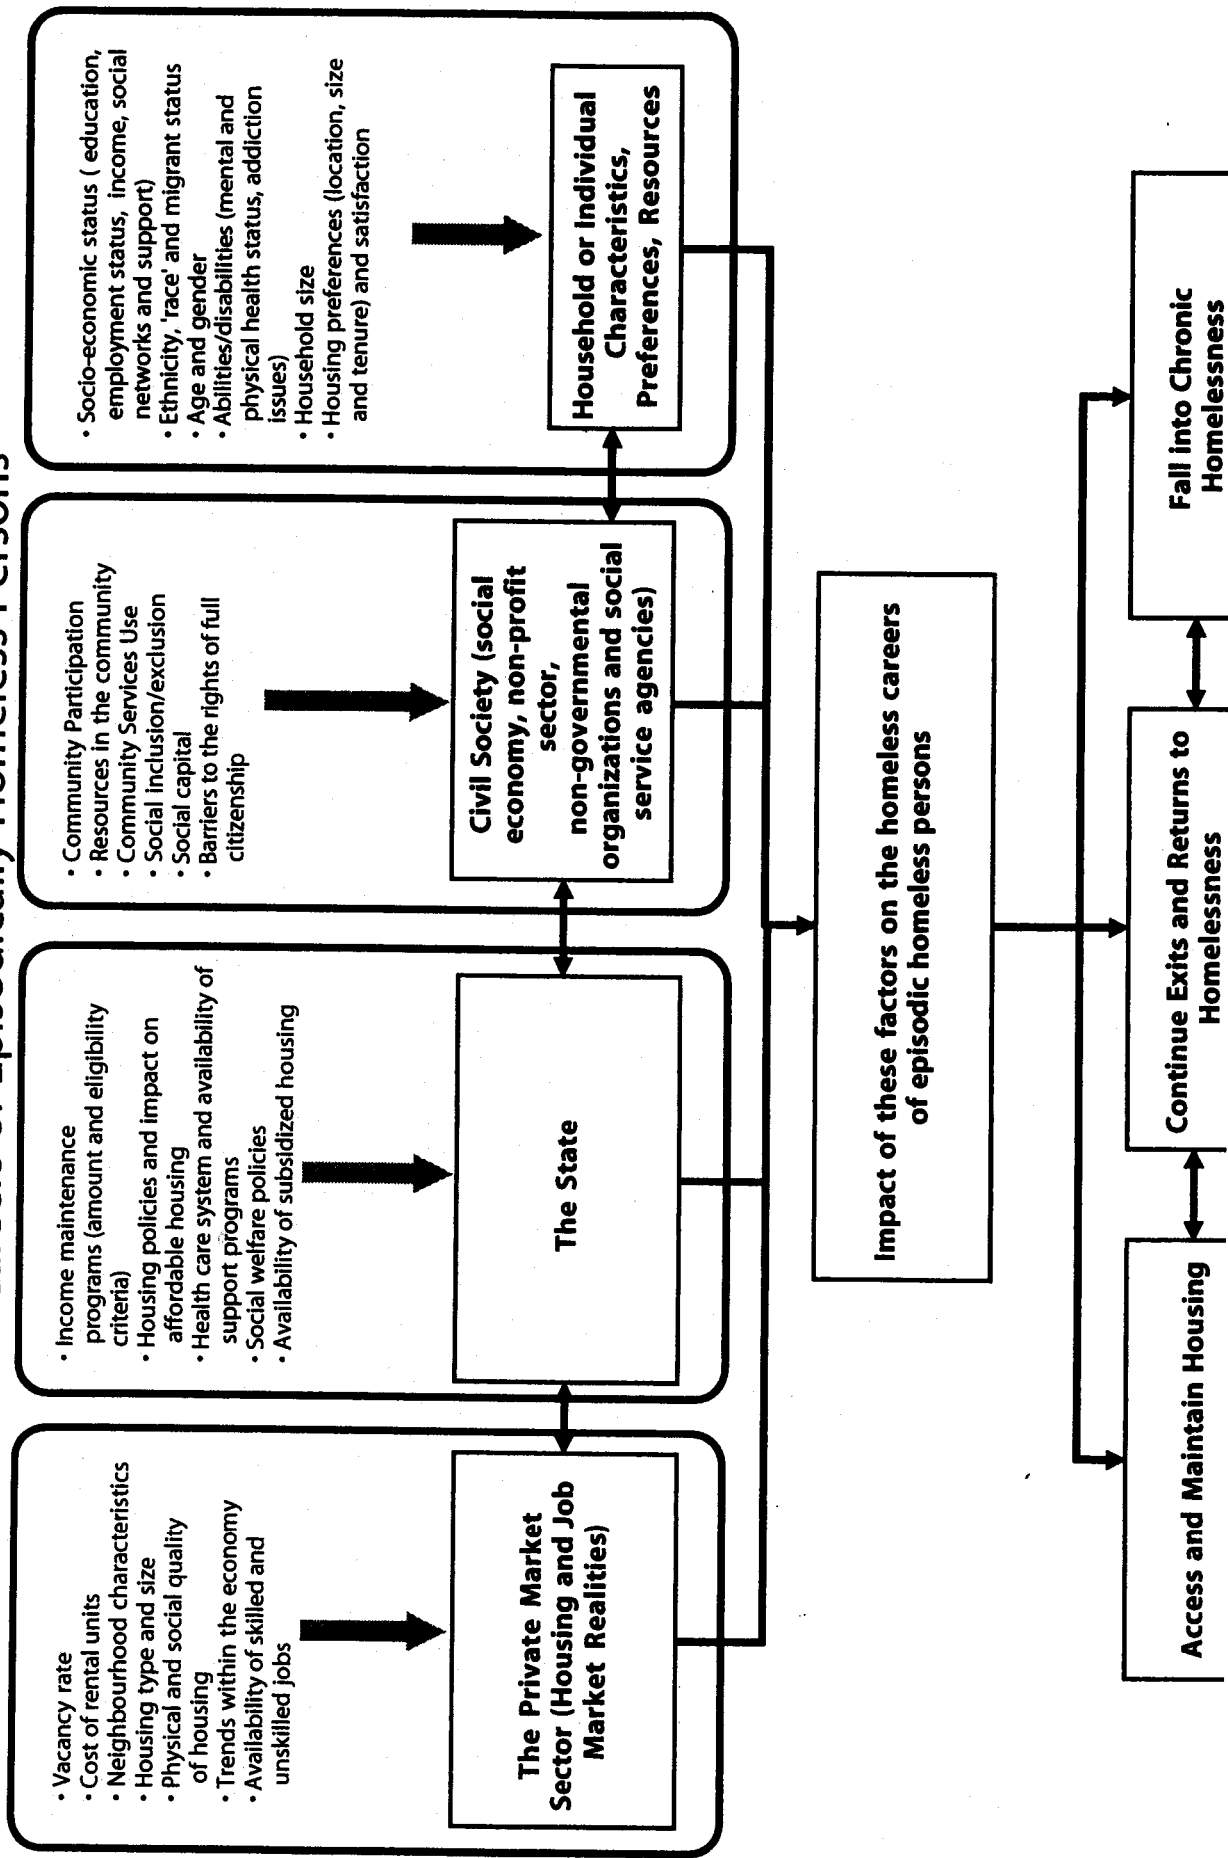 of Episodically Homeless Persons
• Vacancy rate
• Cost of rental units
• Neighbourhood characteristics
• Housing type and size
• Physical and social quality
of housing
• Trends within the economy
• Availability of skilled and
unskilled jobs
The Private Market
Sector (Housing and Job
Market Realities)
• Income maintenance
programs (amount and eligibility
criteria)
• Housing policies and impact on
affordable housing
• Health care system and availability of
support programs
• Social welfare policies
• Availability of subsidized housing
The State
• Community Participation
• Resources in the community
• Community Services Use
• Social inclusion/exclusion
• Social capital
• Barriers to the rights of full
citizenship
Civil Society (social
economy, non-profit
sector,
non-governmental
organizations and social
service agencies)
• Socio-economic status ( education,
employment status, income, social
networks and support)
• Ethnicity, 'race' and migrant status
• Age and gender
• Abilities/disabilities (mental and
physical health status, addiction
issues)
• Household size
• Housing preferences (location, size
and tenure) and satisfaction
Household or Individual
Characteristics,
Preferences, Resources
Impact of these factors on the homeless careers
of episodic homeless persons
Access and Maintain Housing
Continue Exits and Returns to
Homelessness
Fall into Chronic
Homelessness